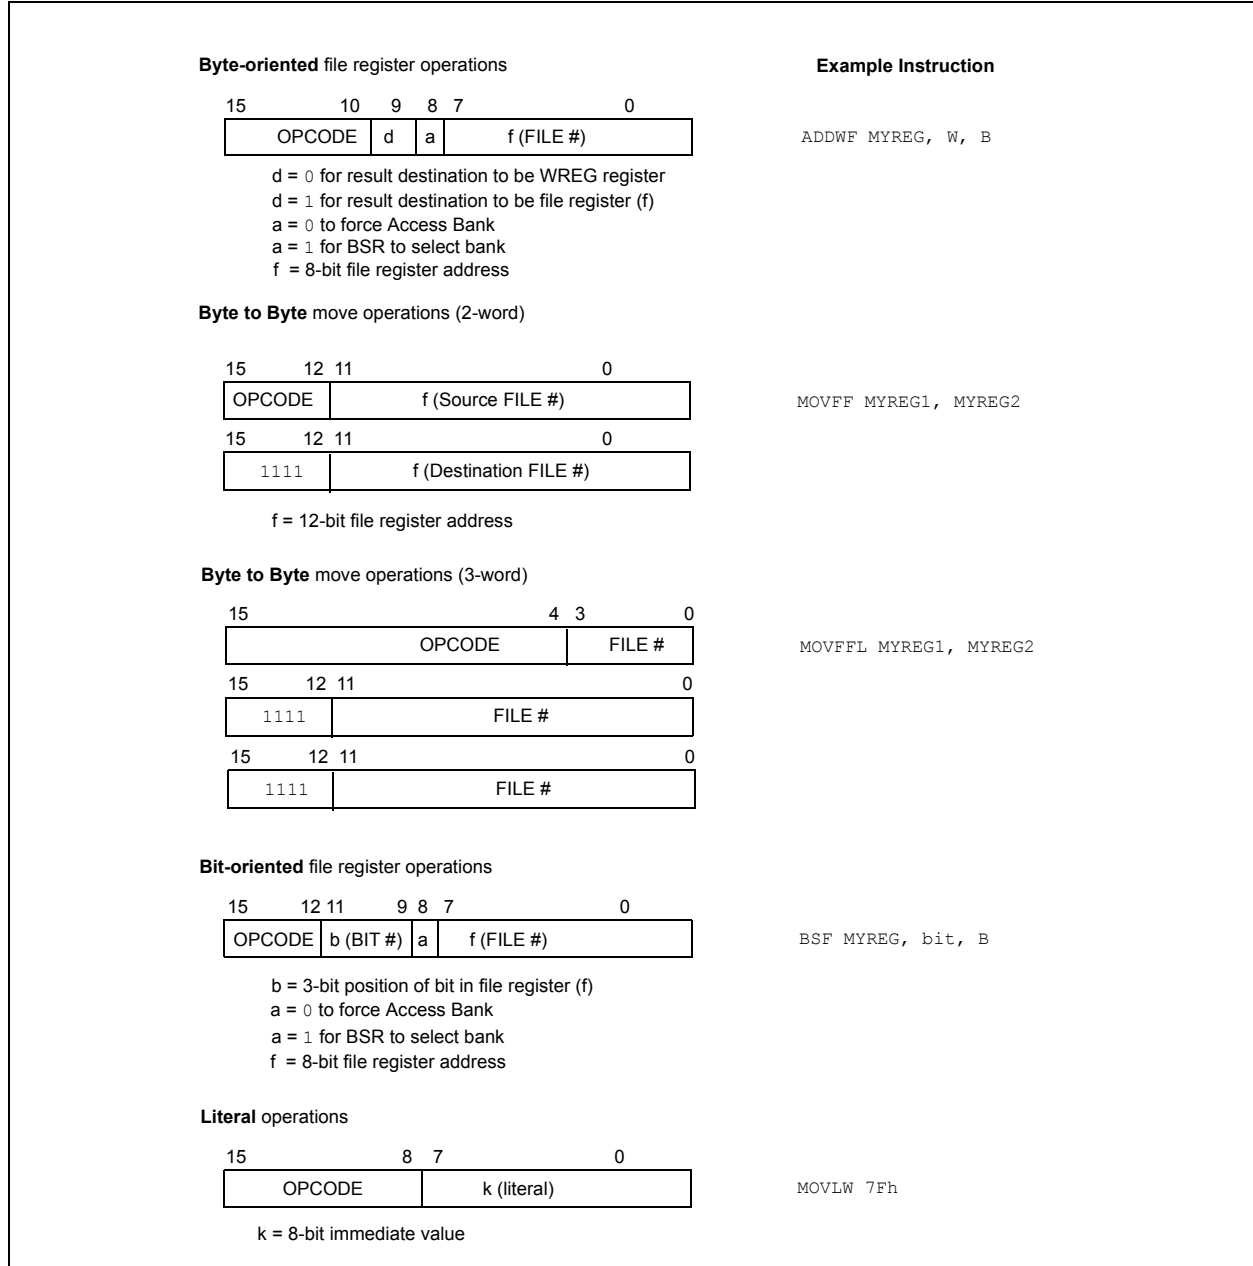 Byte-oriented file register operations Example Instruction
15 10 9 8 7 0
OPCODE d a f (FILE #) ADDWF MYREG, W, B
d = 0 for result destination to be WREG register
d = 1 for result destination to be file register (f)
a = 0 to force Access Bank
a = 1 for BSR to select bank
f = 8-bit file register address
Byte to Byte move operations (2-word)
15 12 11 0
OPCODE f (Source FILE #) MOVFF MYREG1, MYREG2
15 12 11 0
1111 f (Destination FILE #)
f = 12-bit file register address
Byte to Byte move operations (3-word)
15 4 3 0
OPCODE FILE # MOVFFL MYREG1, MYREG2
15 12 11 0
1111 FILE #
15 12 11 0
1111 FILE #
Bit-oriented file register operations
15 12 11 9 8 7 0
OPCODE b (BIT #) a f (FILE #) BSF MYREG, bit, B
b = 3-bit position of bit in file register (f)
a = 0 to force Access Bank
a = 1 for BSR to select bank
f = 8-bit file register address
Literal operations
15 8 7 0
OPCODE k (literal) MOVLW 7Fh
k = 8-bit immediate value